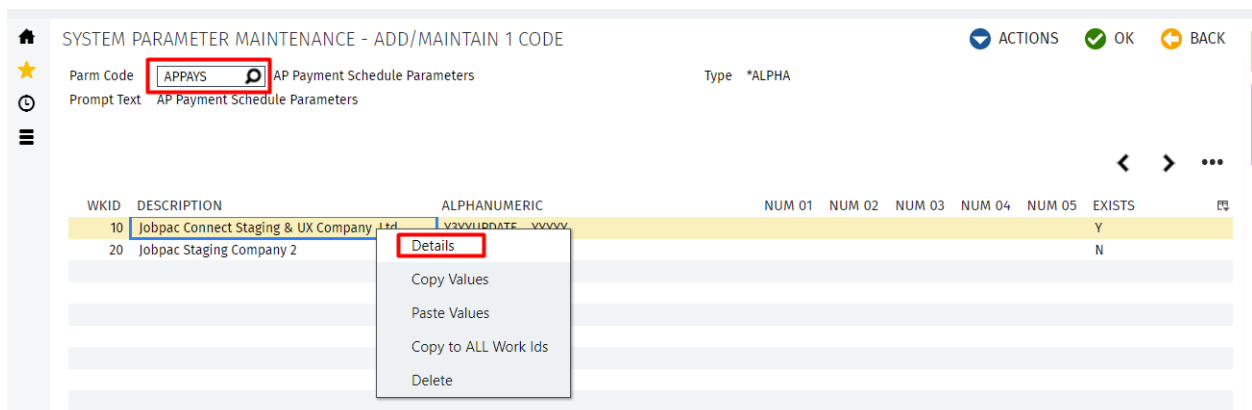 SYSTEM PARAMETER MAINTENANCE - ADD/MAINTAIN 1 CODE ACTIONS OK BACK
Parm Code APPAYS AP Payment Schedule Parameters Type *ALPHA
Prompt Text AP Payment Schedule Parameters
WKID DESCRIPTION ALPHANUMERIC NUM 01 NUM 02 NUM 03 NUM 04 NUM 05 EXISTS
10 Jobpac Connect Staging & UX Company Ltd Y
20 Jobpac Staging Company 2 N
Details
Copy Values
Paste Values
Copy to ALL Work Ids
Delete